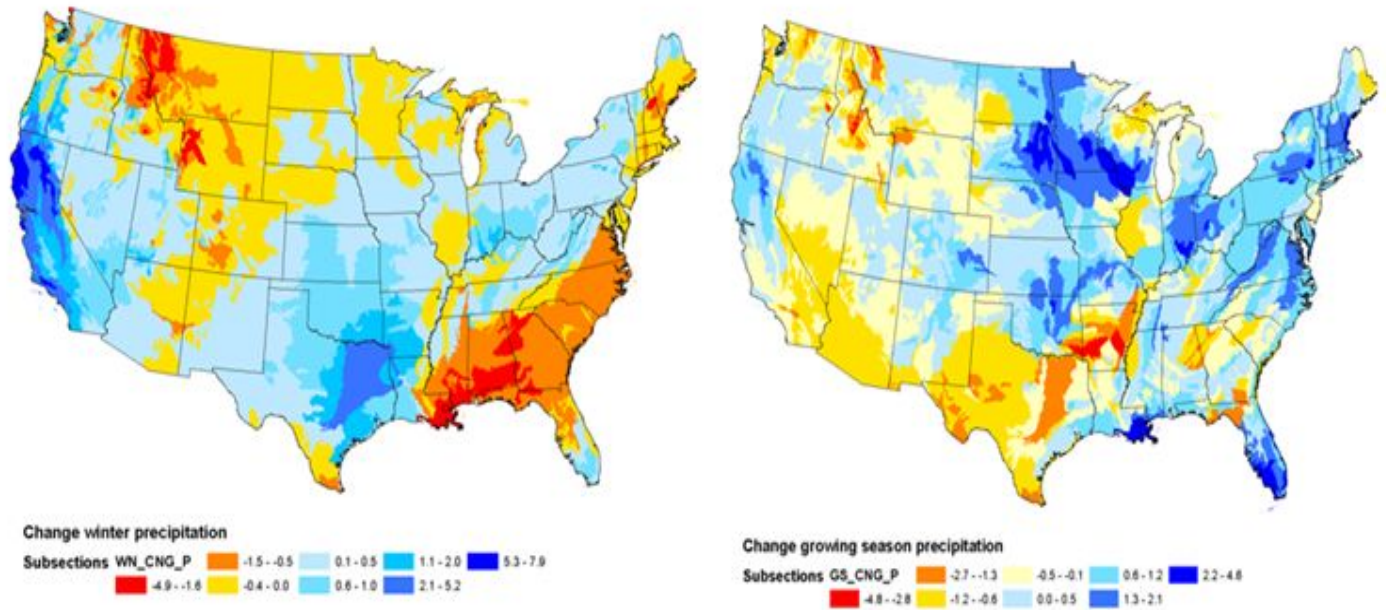 Change winter precipitation
Subsections WN_CNG_P -1.5 - -0.5 0.1 - 0.5 1.1 - 2.0 5.3 - 7.9
-4.9 - -1.6 -0.4 - 0.0 0.6 - 1.0 2.1 - 5.2
Change growing season precipitation
Subsections GS_CNG_P -2.7 - -1.3 -0.5 - -0.1 0.6 - 1.2 2.2 - 4.6
-4.8 - -2.8 -1.2 - -0.6 0.0 - 0.5 1.3 - 2.1